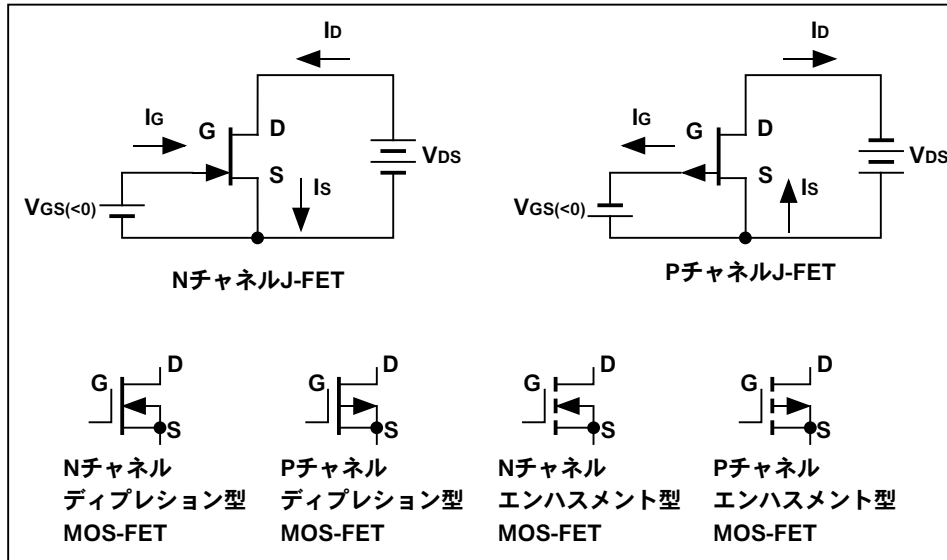 ID
IG
G
D
S
IS
VDS
VGS(<0)
NチャネルJ-FET
ID
IG
G
D
S
IS
VDS
VGS(<0)
PチャネルJ-FET
D
G
S
Nチャネル
ディプレション型
MOS-FET
D
G
S
Pチャネル
ディプレション型
MOS-FET
D
G
S
Nチャネル
エンハスメント型
MOS-FET
D
G
S
Pチャネル
エンハスメント型
MOS-FET